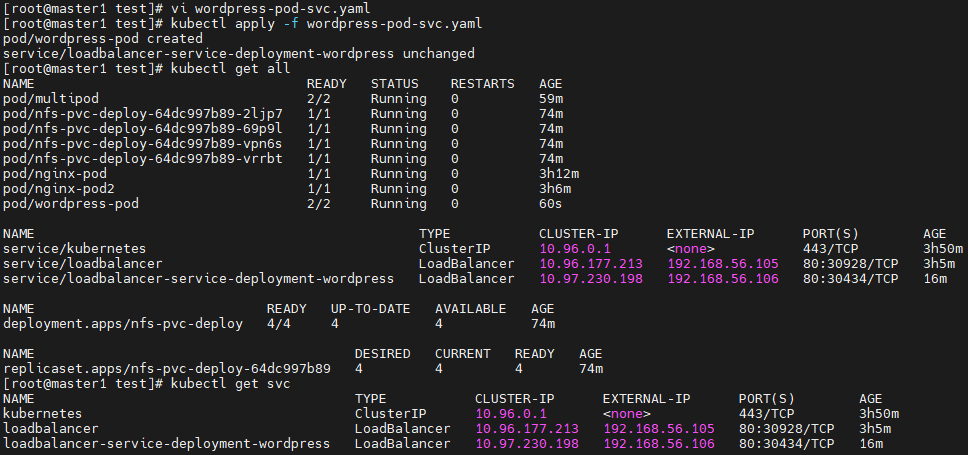 [root@master1 test]# vi wordpress-pod-svc.yaml
[root@master1 test]# kubectl apply -f wordpress-pod-svc.yaml
pod/wordpress-pod created
service/loadbalancer-service-deployment-wordpress unchanged
[root@master1 test]# kubectl get all
NAME READY STATUS RESTARTS AGE
pod/multipod 2/2 Running 0 59m
pod/nfs-pvc-deploy-64dc997b89-2ljp7 1/1 Running 0 74m
pod/nfs-pvc-deploy-64dc997b89-69p9l 1/1 Running 0 74m
pod/nfs-pvc-deploy-64dc997b89-vpn6s 1/1 Running 0 74m
pod/nfs-pvc-deploy-64dc997b89-vrrbt 1/1 Running 0 74m
pod/nginx-pod 1/1 Running 0 3h12m
pod/nginx-pod2 1/1 Running 0 3h6m
pod/wordpress-pod 2/2 Running 0 60s
NAME TYPE CLUSTER-IP EXTERNAL-IP PORT(S) AGE
service/kubernetes ClusterIP 10.96.0.1 <none> 443/TCP 3h50m
service/loadbalancer LoadBalancer 10.96.177.213 192.168.56.105 80:30928/TCP 3h5m
service/loadbalancer-service-deployment-wordpress LoadBalancer 10.97.230.198 192.168.56.106 80:30434/TCP 16m
NAME READY UP-TO-DATE AVAILABLE AGE
deployment.apps/nfs-pvc-deploy 4/4 4 4 74m
NAME DESIRED CURRENT READY AGE
replicaset.apps/nfs-pvc-deploy-64dc997b89 4 4 4 74m
[root@master1 test]# kubectl get svc
NAME TYPE CLUSTER-IP EXTERNAL-IP PORT(S) AGE
kubernetes ClusterIP 10.96.0.1 <none> 443/TCP 3h50m
loadbalancer LoadBalancer 10.96.177.213 192.168.56.105 80:30928/TCP 3h5m
loadbalancer-service-deployment-wordpress LoadBalancer 10.97.230.198 192.168.56.106 80:30434/TCP 16m